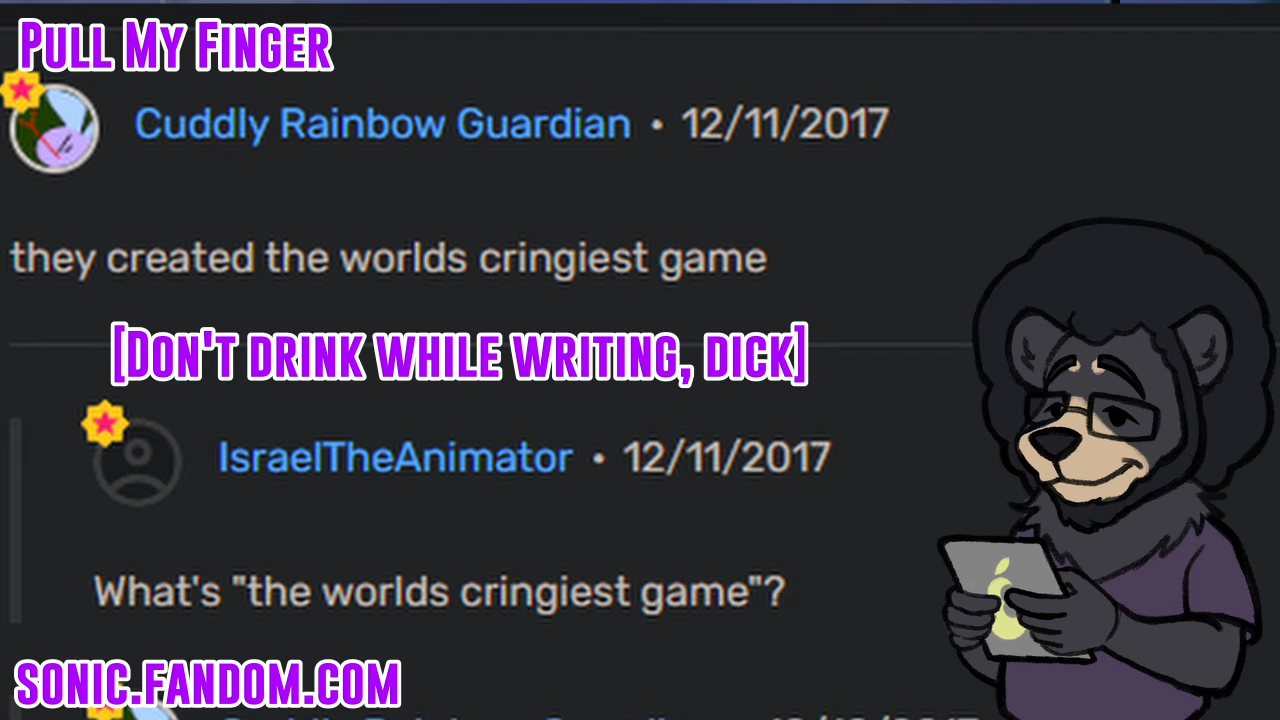 Pull My Finger
Cuddly Rainbow Guardian • 12/11/2017
they created the worlds cringiest game
[Don't drink while writing, dick]
IsraelTheAnimator • 12/11/2017
What's "the worlds cringiest game"?
sonic.fandom.com